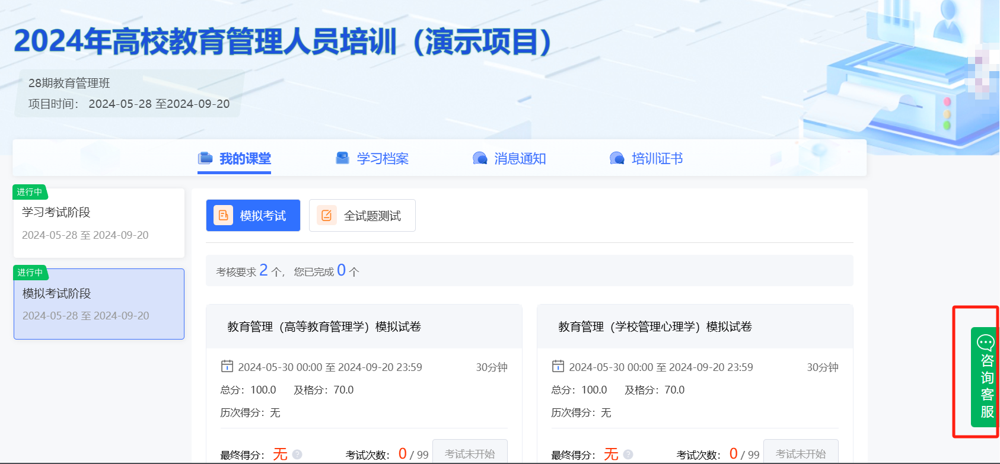 2024年高校教育管理人员培训（演示项目）
28期教育管理班
项目时间： 2024-05-28 至2024-09-20
我的课堂 学习档案 消息通知 培训证书
进行中
学习考试阶段
2024-05-28 至 2024-09-20
进行中
模拟考试阶段
2024-05-28 至 2024-09-20
模拟考试 全试题测试
考核要求 2 个， 您已完成 0 个
教育管理（高等教育管理学）模拟试卷
2024-05-30 00:00 至 2024-09-20 23:59 30分钟
总分：100.0 及格分：70.0
历次得分：无
最终得分： 无 ? 考试次数： 0 / 99 考试未开始
教育管理（学校管理心理学）模拟试卷
2024-05-30 00:00 至 2024-09-20 23:59 30分钟
总分：100.0 及格分：70.0
历次得分：无
最终得分： 无 ? 考试次数： 0 / 99 考试未开始
咨询客服